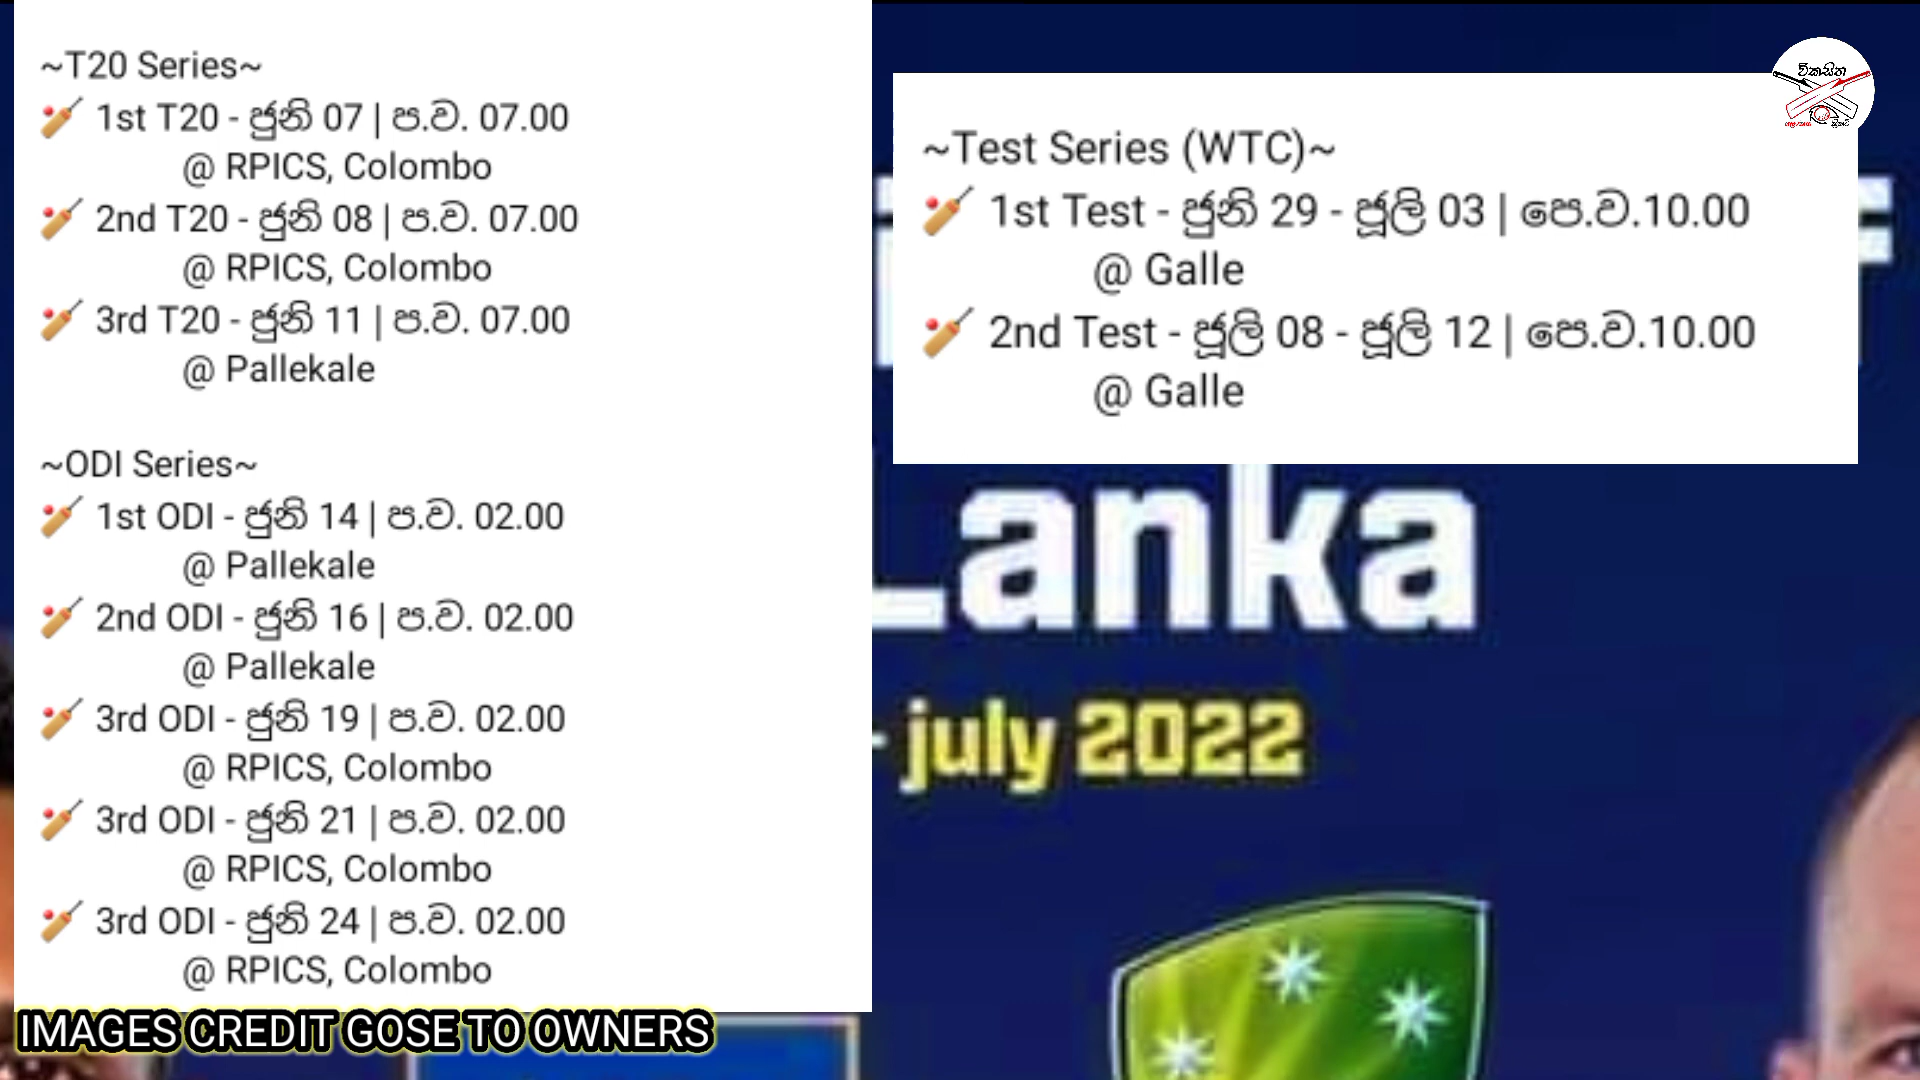 ~T20 Series~
1st T20 - ජුනි 07 | ප.ව. 07.00
@ RPICS, Colombo
2nd T20 - ජුනි 08 | ප.ව. 07.00
@ RPICS, Colombo
3rd T20 - ජුනි 11 | ප.ව. 07.00
@ Pallekale
~ODI Series~
1st ODI - ජුනි 14 | ප.ව. 02.00
@ Pallekale
2nd ODI - ජුනි 16 | ප.ව. 02.00
@ Pallekale
3rd ODI - ජුනි 19 | ප.ව. 02.00
@ RPICS, Colombo
3rd ODI - ජුනි 21 | ප.ව. 02.00
@ RPICS, Colombo
3rd ODI - ජුනි 24 | ප.ව. 02.00
@ RPICS, Colombo
IMAGES CREDIT GOSE TO OWNERS
විකසිත
~Test Series (WTC)~
1st Test - ජුනි 29 - ජූලි 03 | පෙ.ව.10.00
@ Galle
2nd Test - ජූලි 08 - ජූලි 12 | පෙ.ව.10.00
@ Galle
Lanka
- july 2022